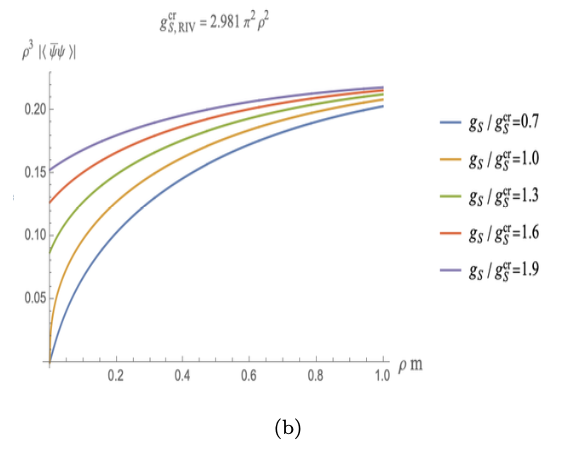 g^cr_S,RIV = 2.981 π² ρ²
ρ³ |⟨ ψ̄ψ ⟩|
0.20
0.15
0.10
0.05
0.2 0.4 0.6 0.8 1.0 ρ m
g_S / g_S^cr=0.7
g_S / g_S^cr=1.0
g_S / g_S^cr=1.3
g_S / g_S^cr=1.6
g_S / g_S^cr=1.9
(b)